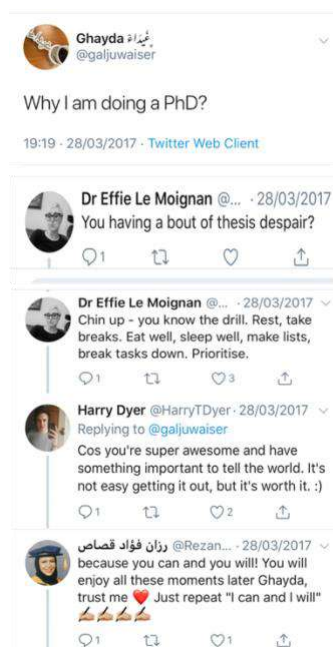 Ghayda غَيْدَاءْ
@galjuwaiser
Why I am doing a PhD?
19:19 · 28/03/2017 · Twitter Web Client
Dr Effie Le Moignan @... · 28/03/2017
You having a bout of thesis despair?
1
Dr Effie Le Moignan @... · 28/03/2017
Chin up - you know the drill. Rest, take
breaks. Eat well, sleep well, make lists,
break tasks down. Prioritise.
1 3
Harry Dyer @HarryTDyer · 28/03/2017
Replying to @galjuwaiser
Cos you're super awesome and have
something important to tell the world. It's
not easy getting it out, but it's worth it. :)
1 2
رزان فؤاد قصاص @Rezan... · 28/03/2017
because you can and you will! You will
enjoy all these moments later Ghayda,
trust me ❤️ Just repeat "I can and I will"
✍🏼✍🏼✍🏼✍🏼
1 1